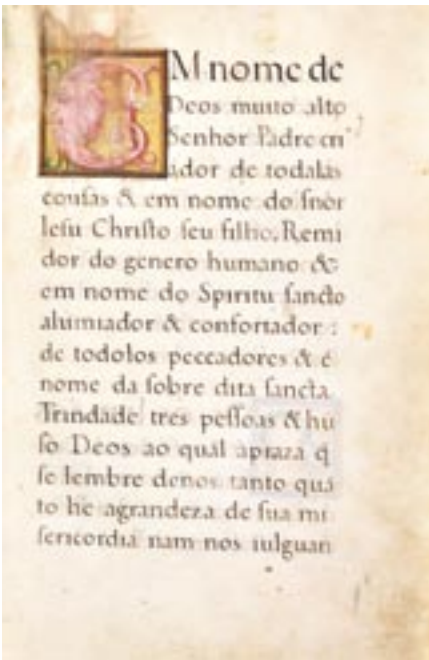 EM nome de
Deos muito alto
Senhor Padre cri
ador de todalas
cousas & em nome do snor
Iesu Christo seu filho, Remi
dor do genero humano &
em nome do Spiritu sancto
alumiador & confortador :
de todolos peccadores & é
nome da sobre dita sancta
Trindade tres pessoas & hu
so Deos ao qual apraza q
se lembre denos tanto quá
to he agrandeza de sua mi
sericordia nam nos iulguan